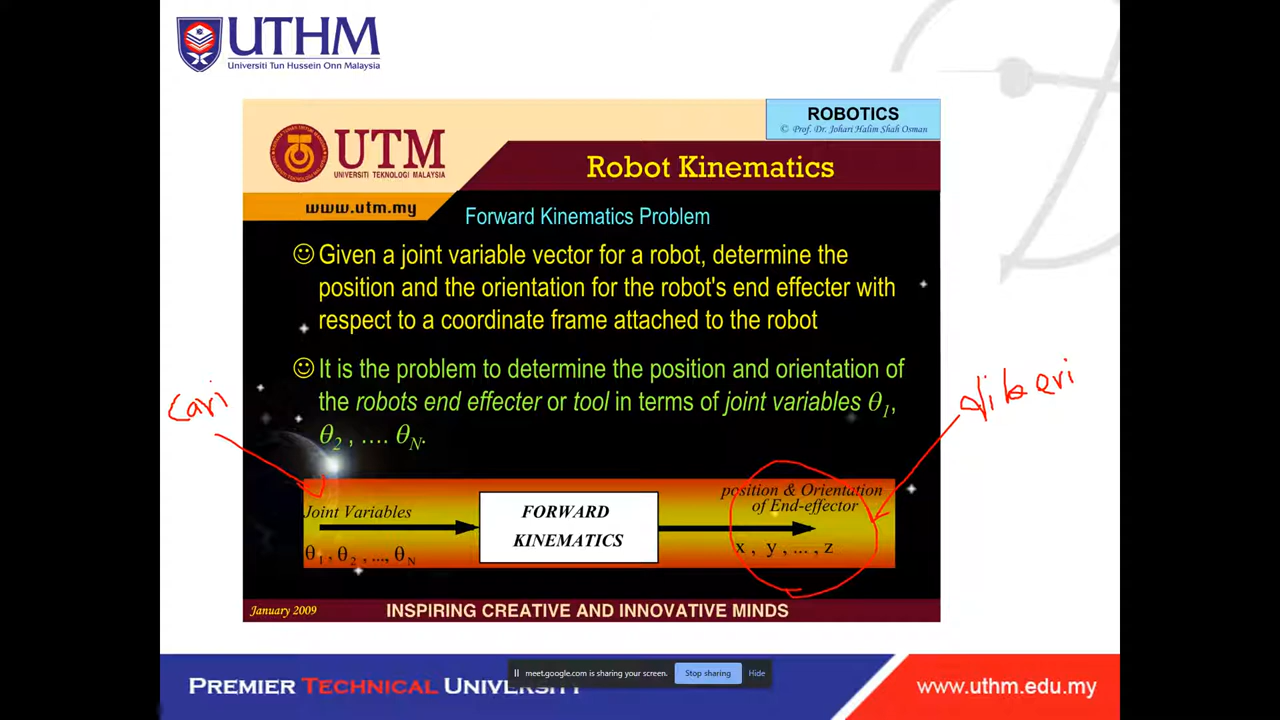 UTHM
Universiti Tun Hussein Onn Malaysia
ROBOTICS
© Prof. Dr. Johari Halim Shah Osman
UTM
UNIVERSITI TEKNOLOGI MALAYSIA
Robot Kinematics
www.utm.my
Forward Kinematics Problem
Given a joint variable vector for a robot, determine the
position and the orientation for the robot's end effecter with
respect to a coordinate frame attached to the robot
It is the problem to determine the position and orientation of
the robots end effecter or tool in terms of joint variables θ1,
θ2 , .... θN.
Cari
diberi
Joint Variables
θ1 , θ2 , ..., θN
FORWARD
KINEMATICS
position & Orientation
of End-effector
x , y , ... , z
January 2009
INSPIRING CREATIVE AND INNOVATIVE MINDS
meet.google.com is sharing your screen.
Stop sharing
Hide
PREMIER TECHNICAL UNIVERSITY
www.uthm.edu.my